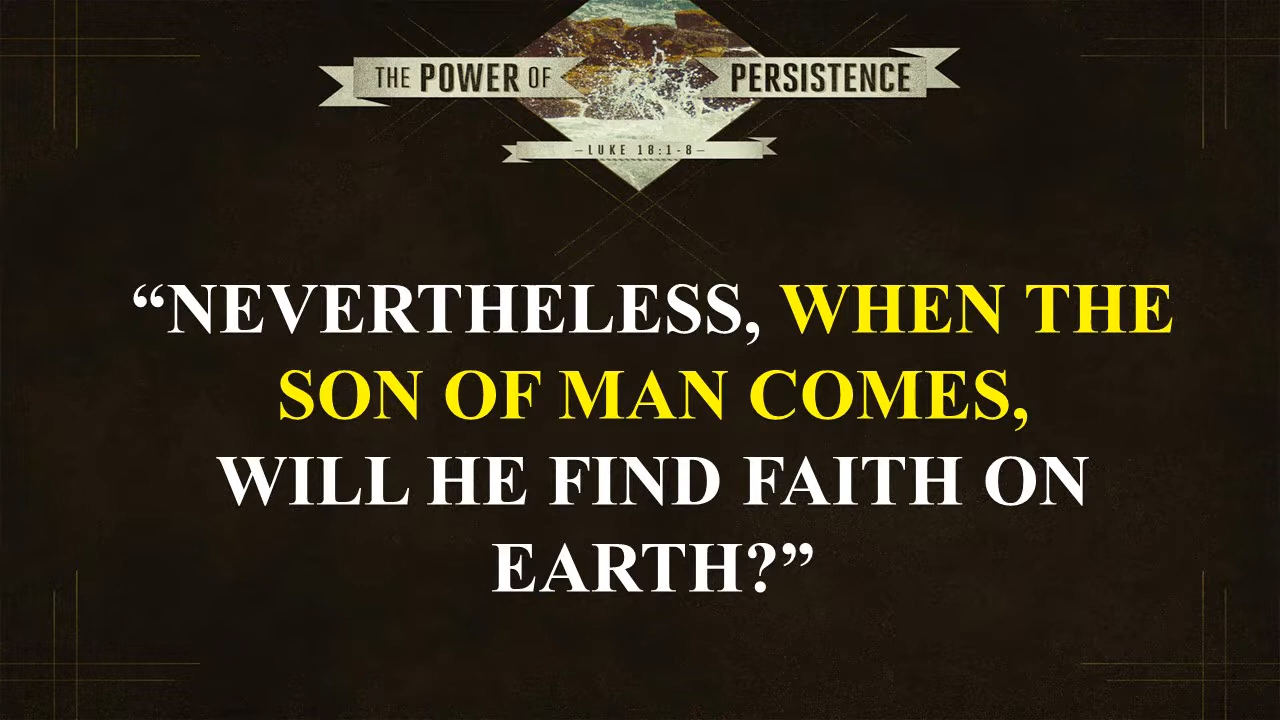 THE POWER OF PERSISTENCE
–LUKE 18:1-8–
“NEVERTHELESS, WHEN THE
SON OF MAN COMES,
WILL HE FIND FAITH ON
EARTH?”